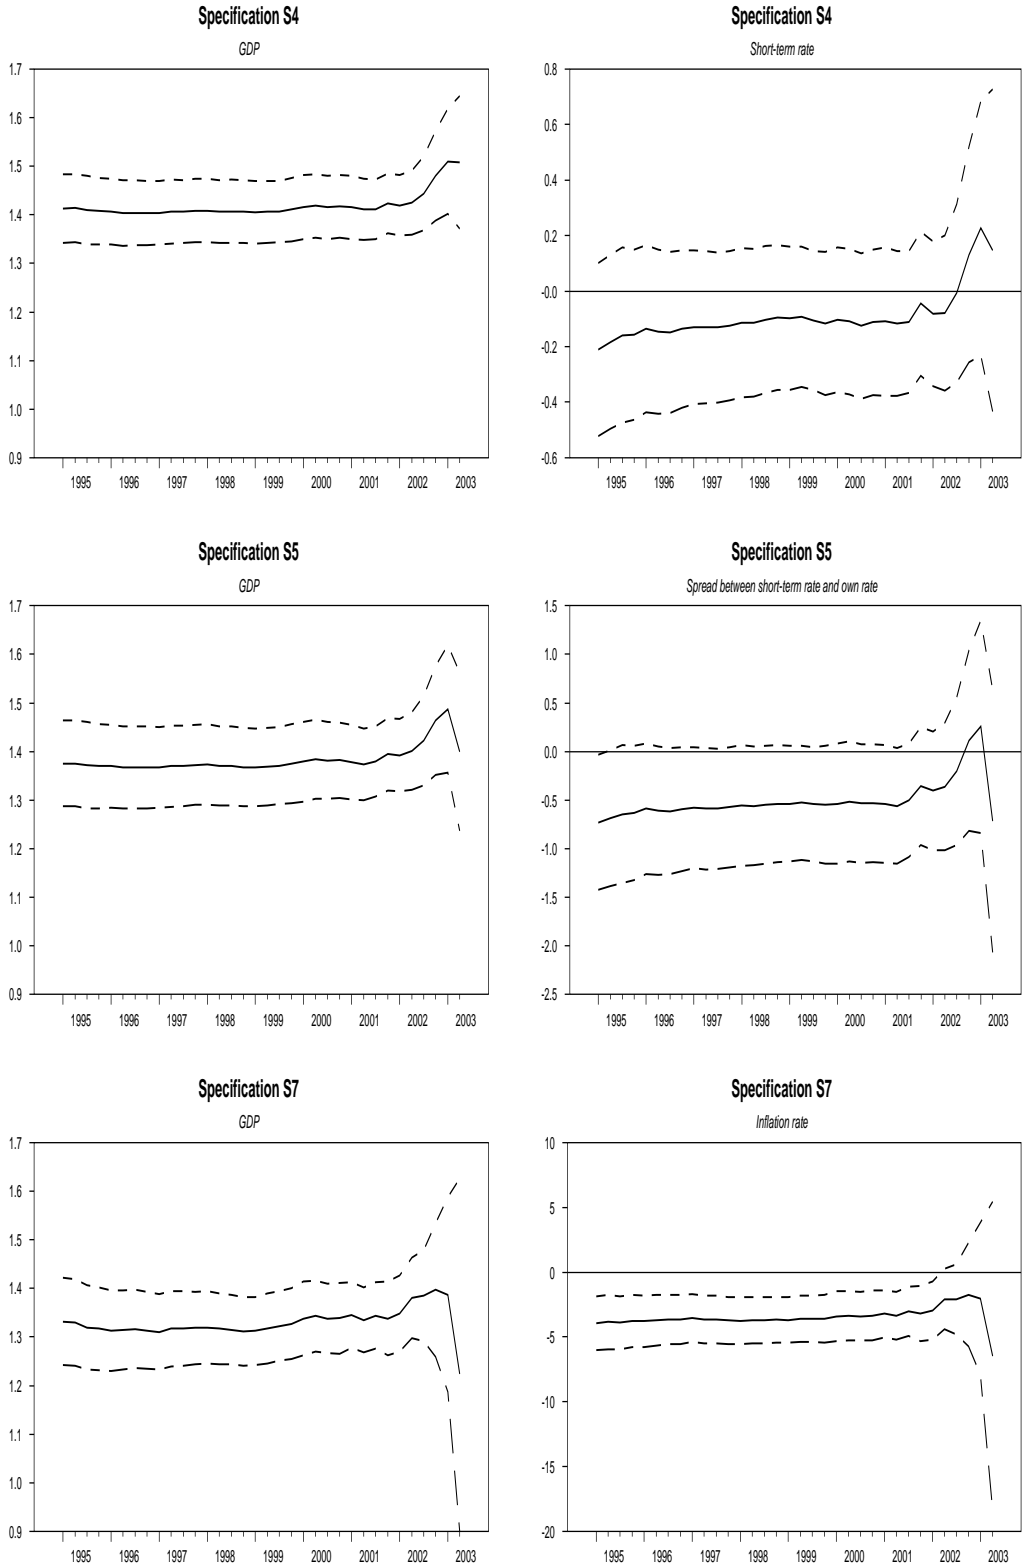 Specification S4
GDP
1.7
1.6
1.5
1.4
1.3
1.2
1.1
1.0
0.9
1995 1996 1997 1998 1999 2000 2001 2002 2003
Specification S4
Short-term rate
0.8
0.6
0.4
0.2
-0.0
-0.2
-0.4
-0.6
1995 1996 1997 1998 1999 2000 2001 2002 2003
Specification S5
GDP
1.7
1.6
1.5
1.4
1.3
1.2
1.1
1.0
0.9
1995 1996 1997 1998 1999 2000 2001 2002 2003
Specification S5
Spread between short-term rate and own rate
1.5
1.0
0.5
0.0
-0.5
-1.0
-1.5
-2.0
-2.5
1995 1996 1997 1998 1999 2000 2001 2002 2003
Specification S7
GDP
1.7
1.6
1.5
1.4
1.3
1.2
1.1
1.0
0.9
1995 1996 1997 1998 1999 2000 2001 2002 2003
Specification S7
Inflation rate
10
5
0
-5
-10
-15
-20
1995 1996 1997 1998 1999 2000 2001 2002 2003